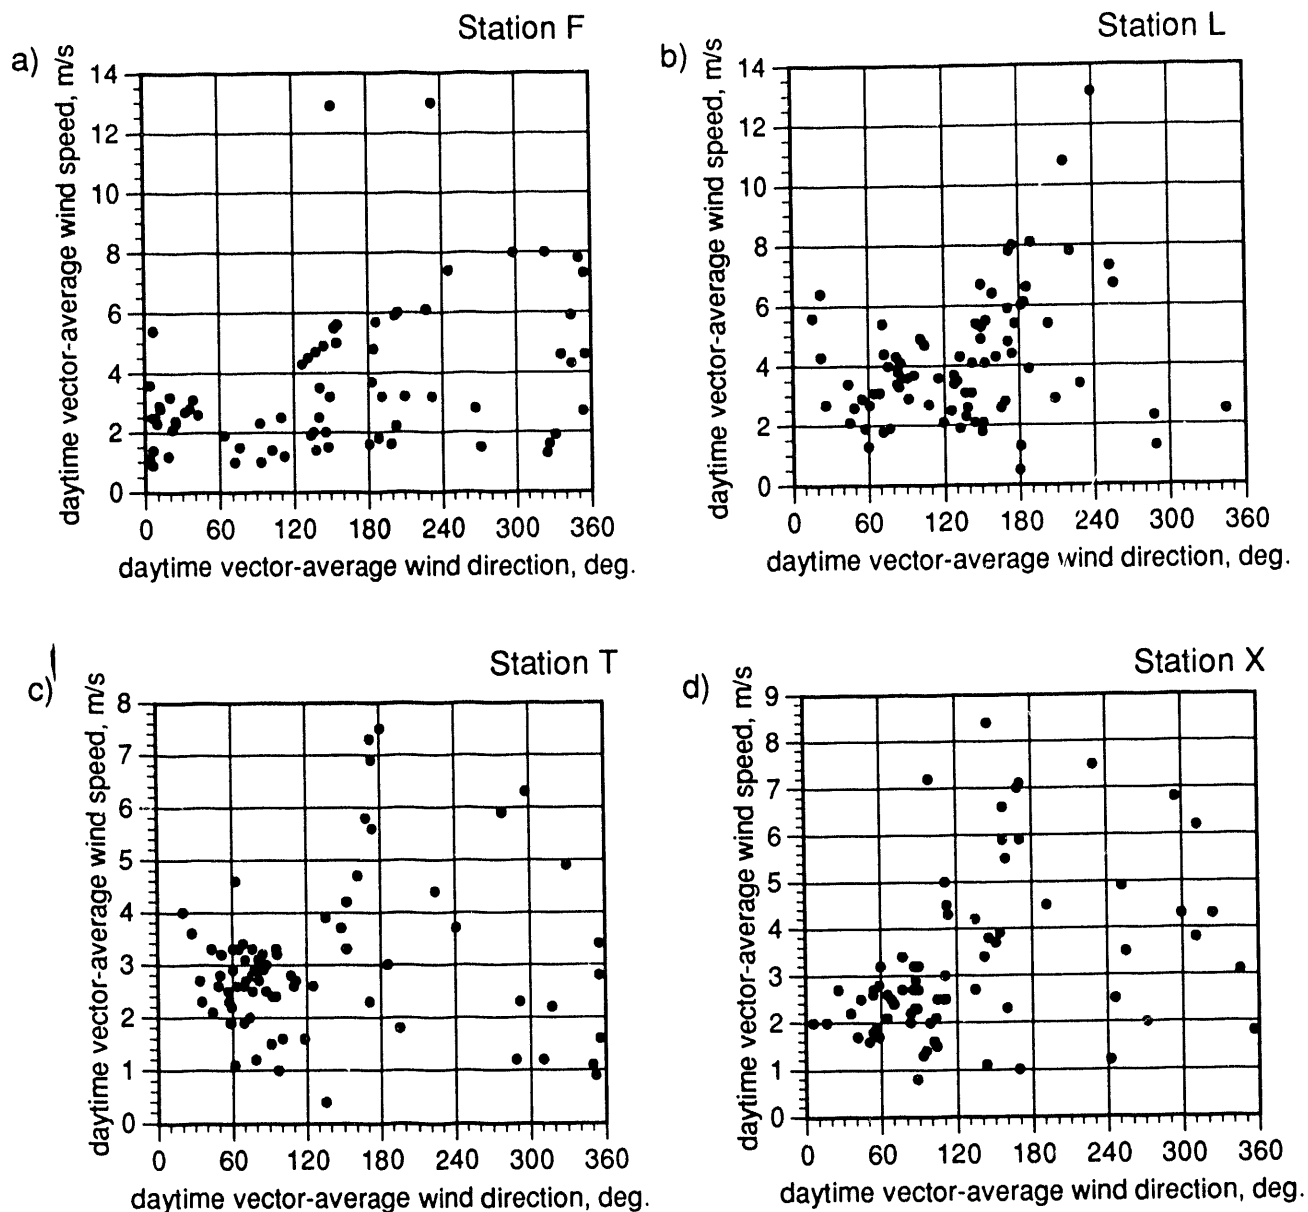 Station F
a)
daytime vector-average wind speed, m/s
14
12
10
8
6
4
2
0
0 60 120 180 240 300 360
daytime vector-average wind direction, deg.
Station L
b)
daytime vector-average wind speed, m/s
14
12
10
8
6
4
2
0
0 60 120 180 240 300 360
daytime vector-average wind direction, deg.
Station T
c)
daytime vector-average wind speed, m/s
8
7
6
5
4
3
2
1
0
0 60 120 180 240 300 360
daytime vector-average wind direction, deg.
Station X
d)
daytime vector-average wind speed, m/s
9
8
7
6
5
4
3
2
1
0
0 60 120 180 240 300 360
daytime vector-average wind direction, deg.